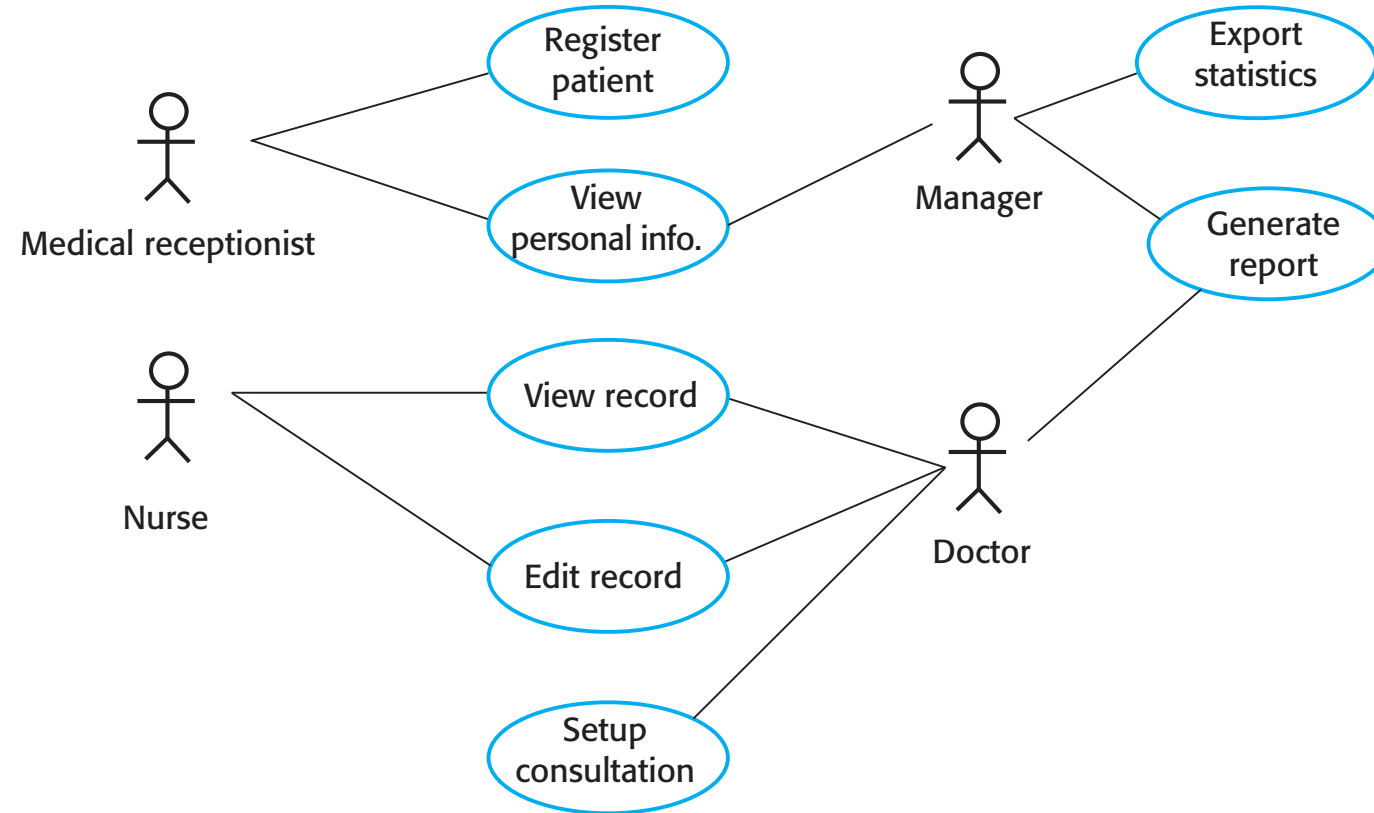 Register
patient
Export
statistics
View
personal info.
Manager
Medical receptionist
Generate
report
View record
Nurse
Edit record
Doctor
Setup
consultation